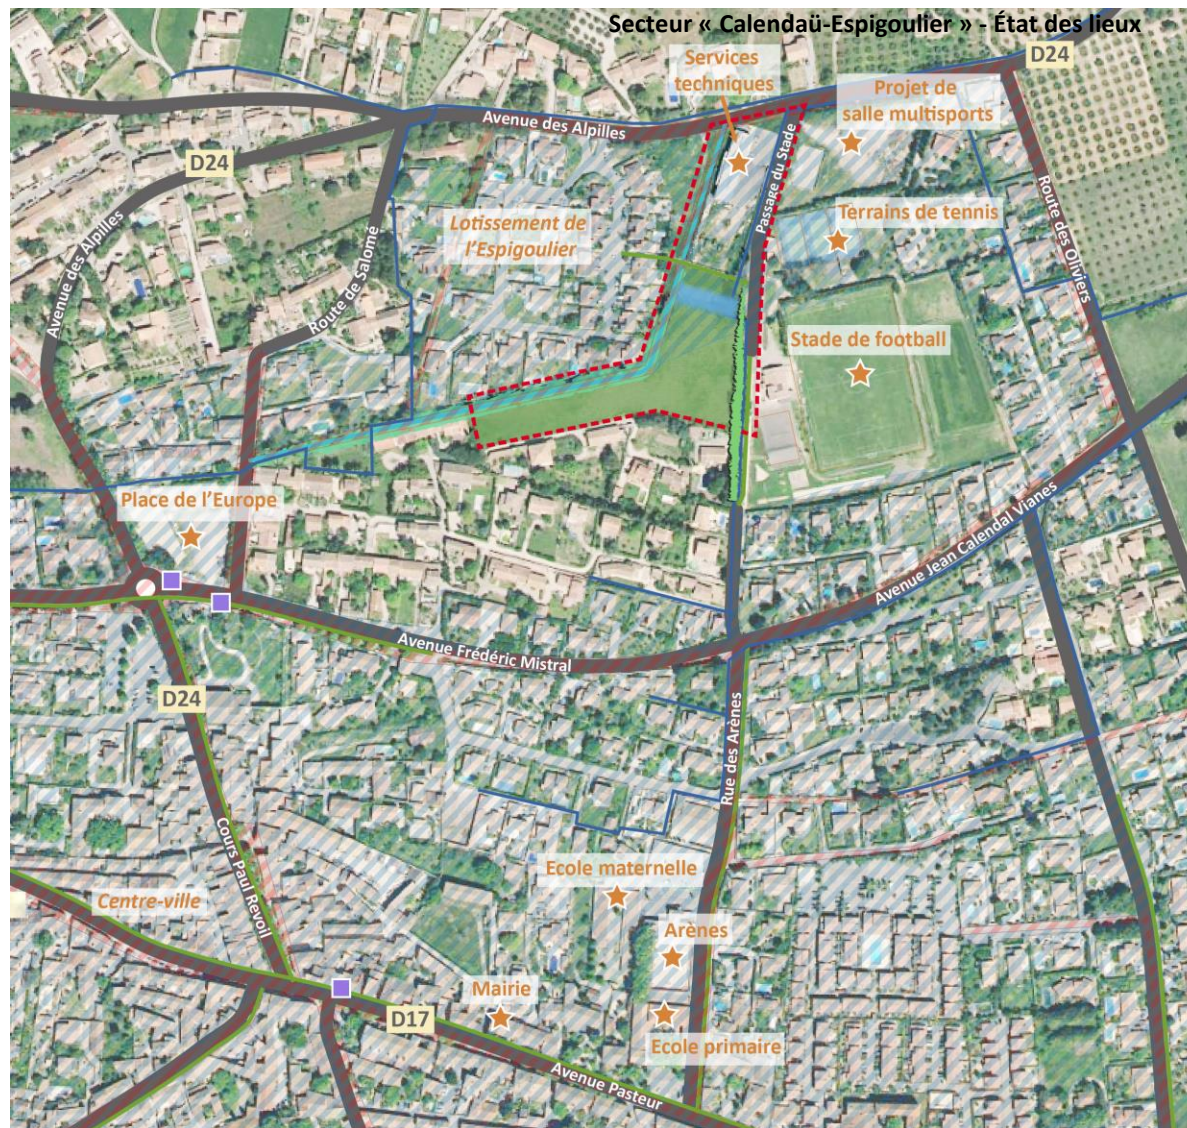 Secteur « Calendaü-Espigoulier » - État des lieux
D24
Services
techniques
Projet de
salle multisports
Avenue des Alpilles
D24
Passage du Stade
Lotissement de
l’Espigoulier
Terrains de tennis
Route des Oliviers
Avenue des Alpilles
Route de Salomé
Stade de football
Place de l’Europe
Avenue Jean Calendal Vianes
Avenue Frédéric Mistral
D24
Rue des Arènes
Cours Paul Revoil
Ecole maternelle
Centre-ville
Arènes
Mairie
D17
Ecole primaire
Avenue Pasteur